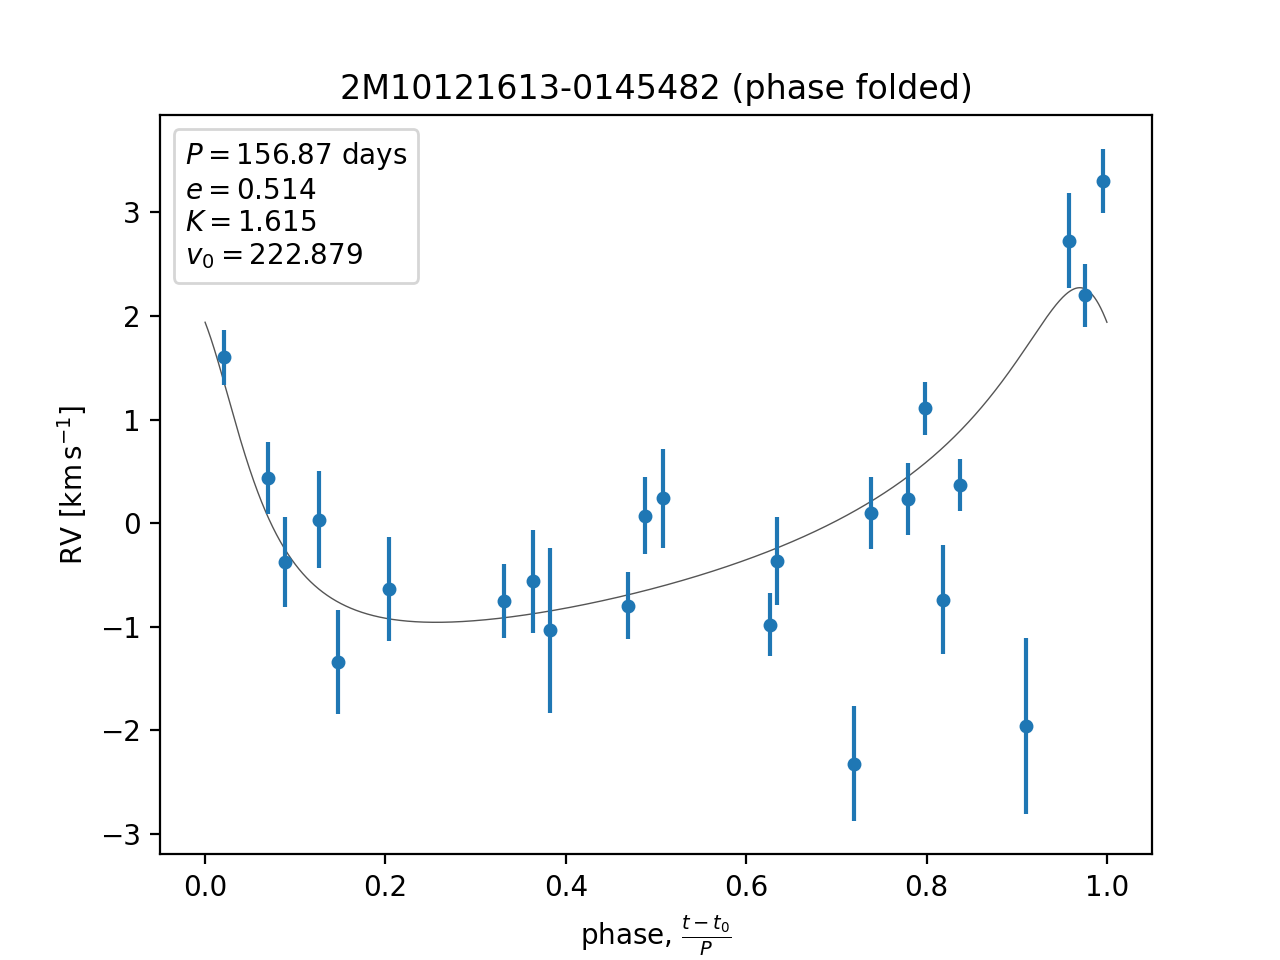 2M10121613-0145482 (phase folded)
P = 156.87 days
e = 0.514
K = 1.615
v₀ = 222.879
RV [km s⁻¹]
3
2
1
0
−1
−2
−3
0.0 0.2 0.4 0.6 0.8 1.0
phase, (t − t₀)/P